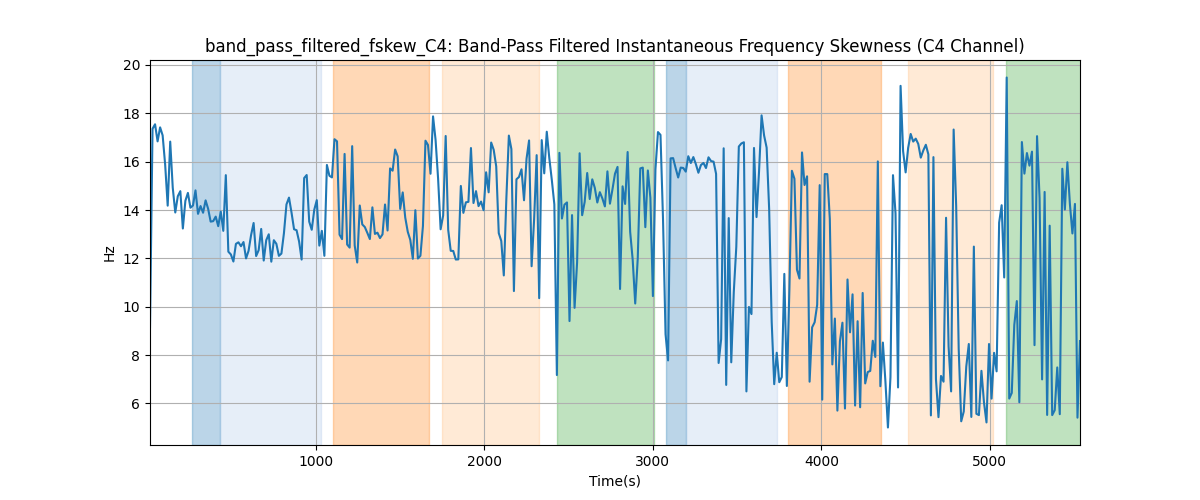 band_pass_filtered_fskew_C4: Band-Pass Filtered Instantaneous Frequency Skewness (C4 Channel)
20
18
16
14
12
10
8
6
Hz
1000 2000 3000 4000 5000
Time(s)